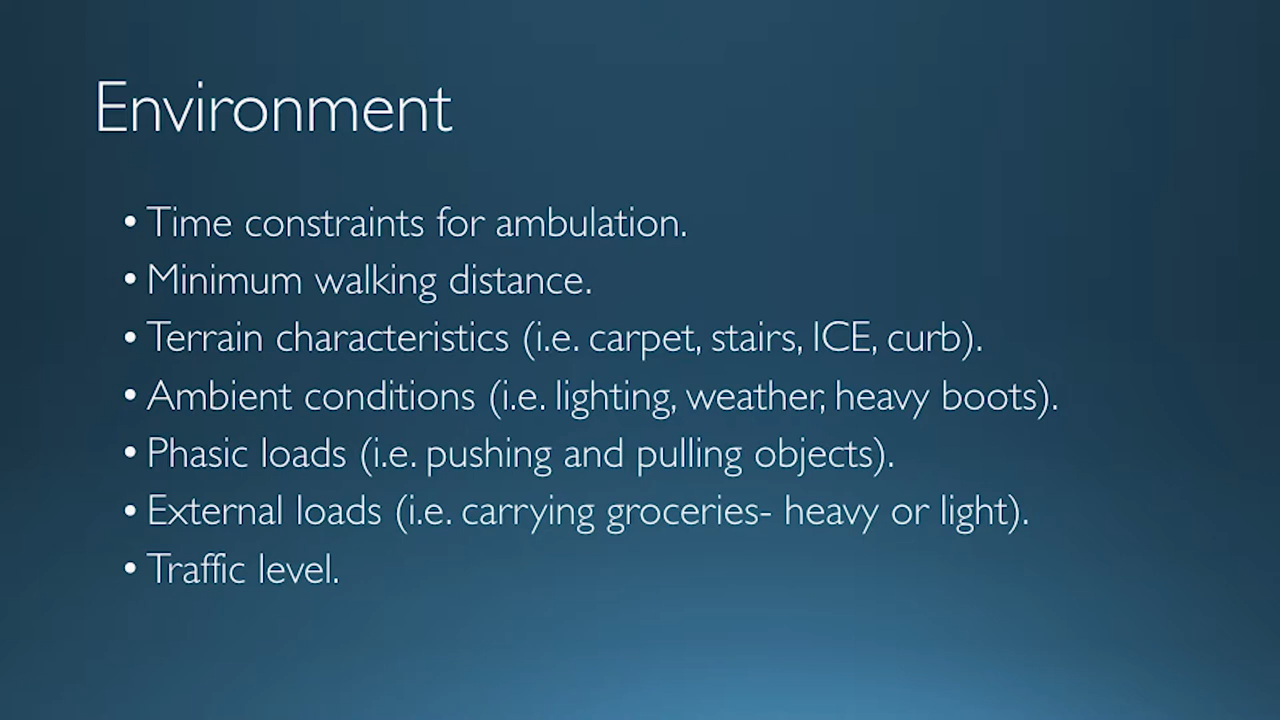 Environment
• Time constraints for ambulation.
• Minimum walking distance.
• Terrain characteristics (i.e. carpet, stairs, ICE, curb).
• Ambient conditions (i.e. lighting, weather, heavy boots).
• Phasic loads (i.e. pushing and pulling objects).
• External loads (i.e. carrying groceries- heavy or light).
• Traffic level.